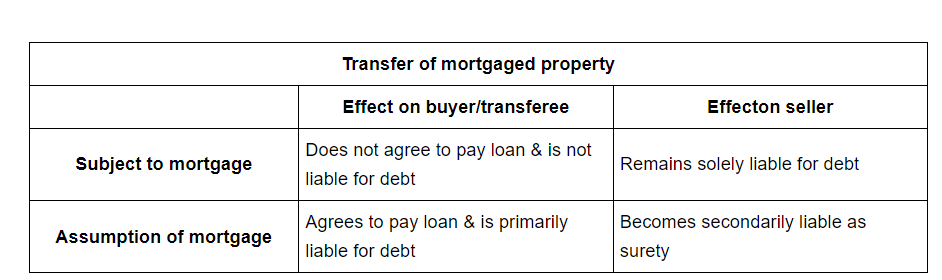 Transfer of mortgaged property
Effect on buyer/transferee
Effecton seller
Subject to mortgage
Does not agree to pay loan & is not
liable for debt
Remains solely liable for debt
Assumption of mortgage
Agrees to pay loan & is primarily
liable for debt
Becomes secondarily liable as
surety